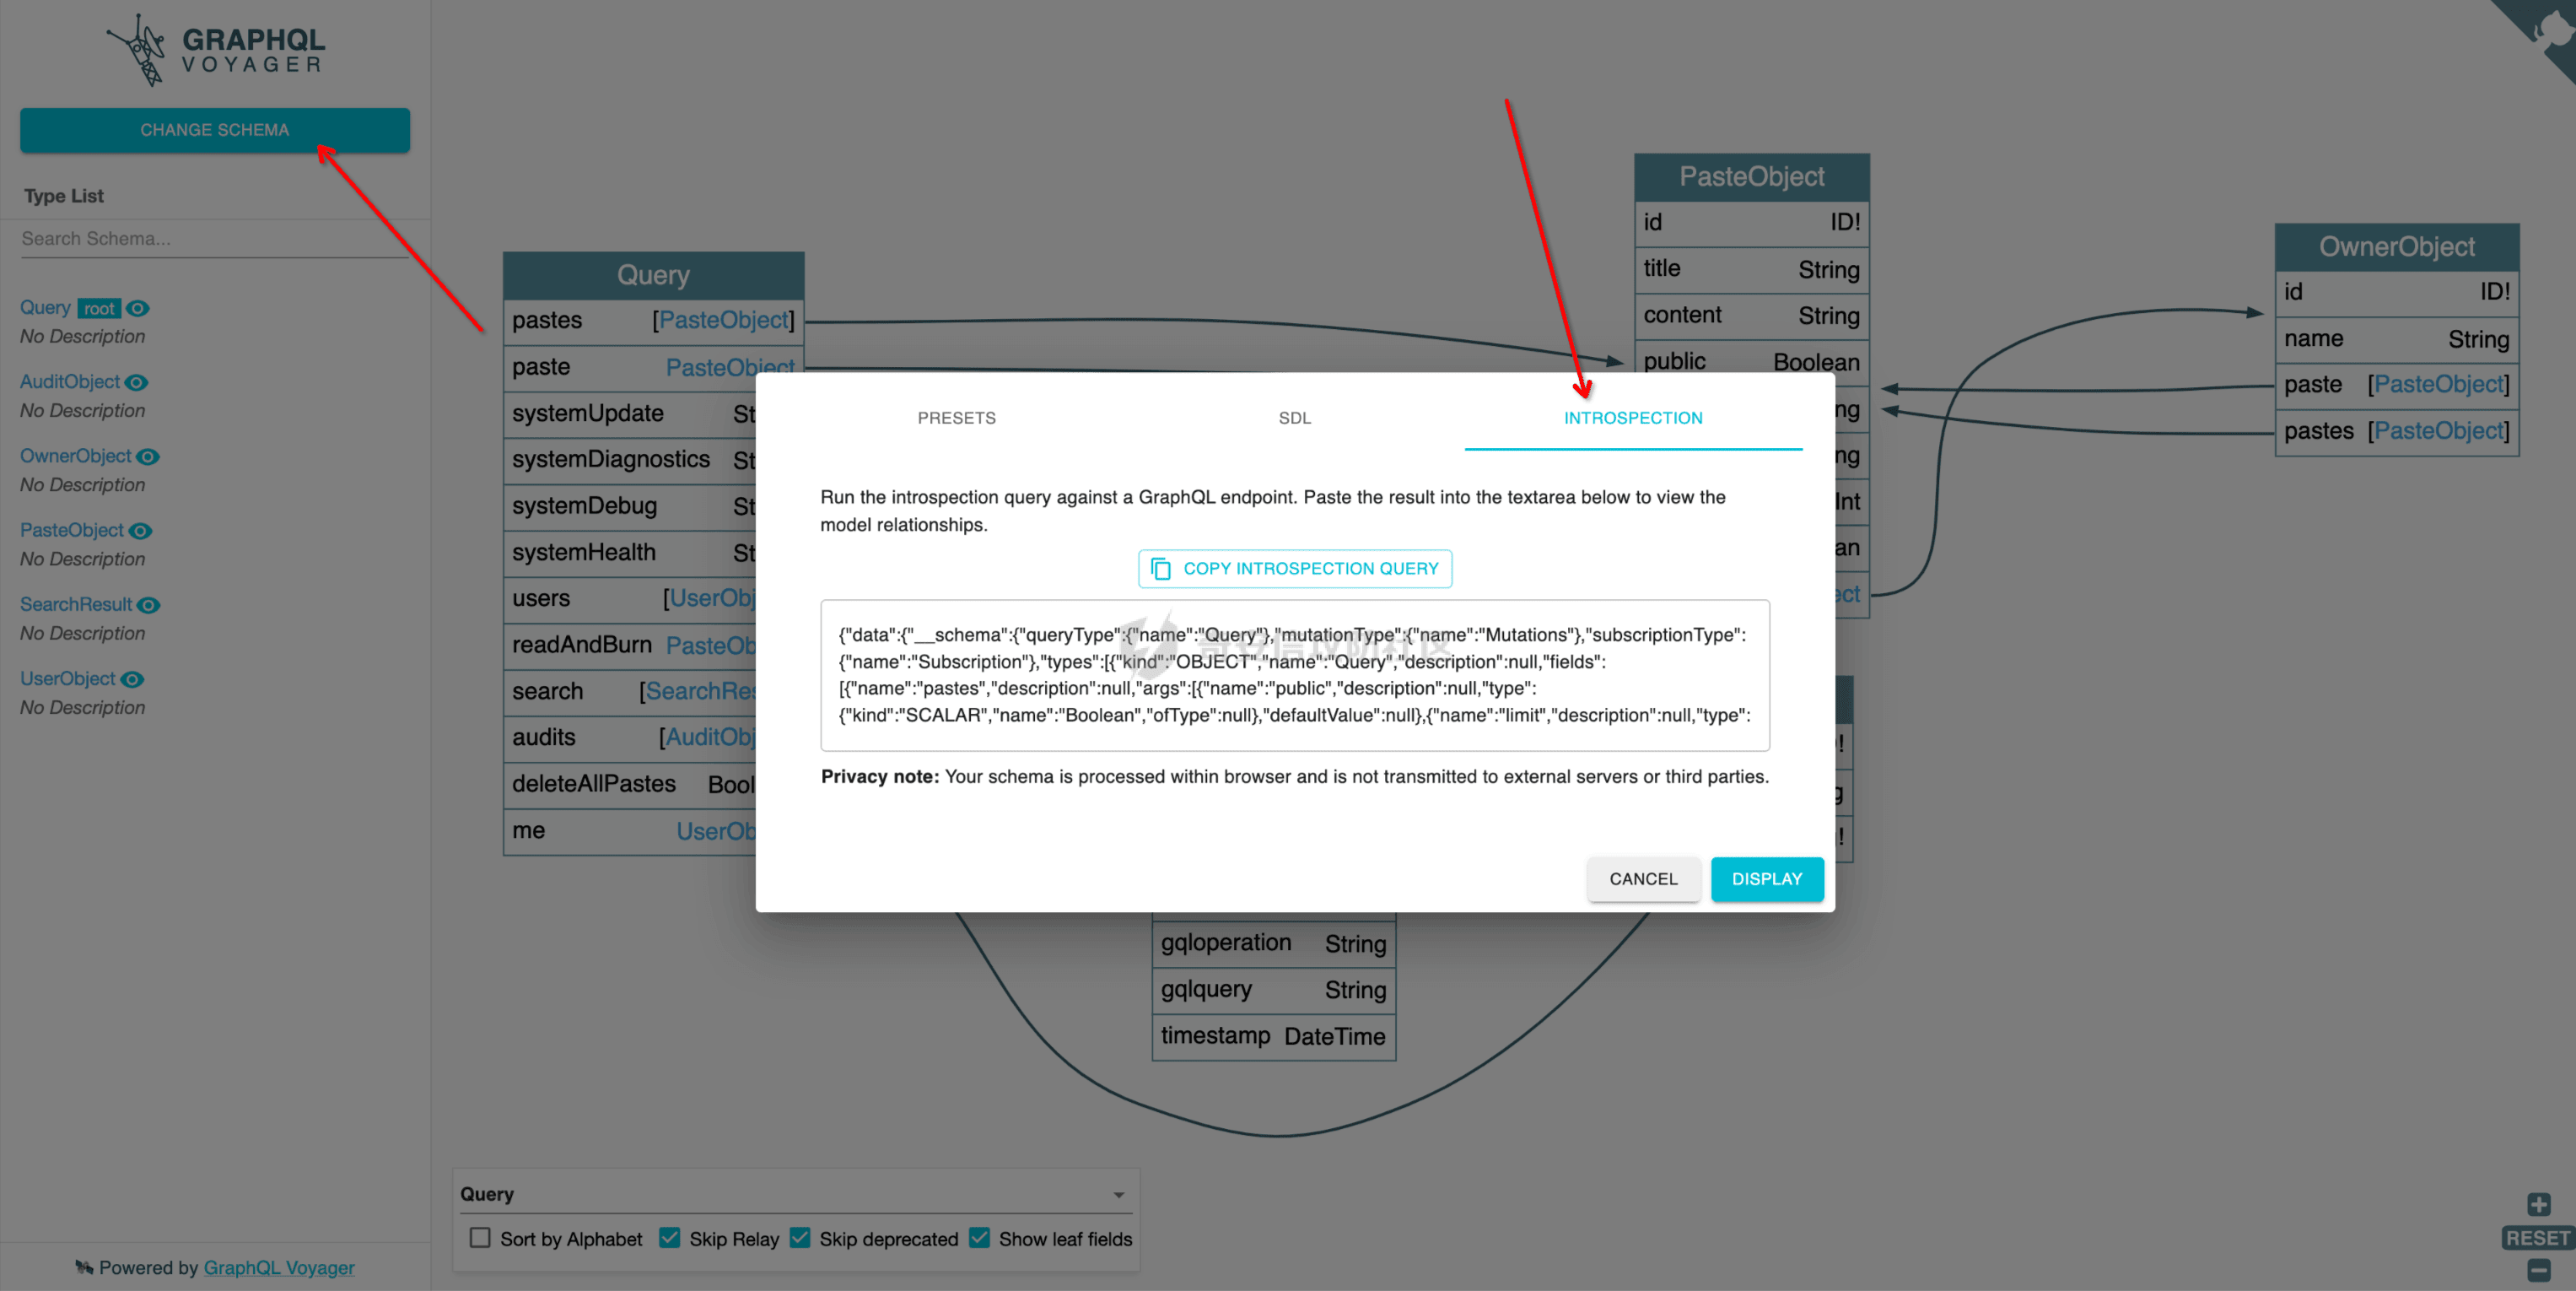 GRAPHQL
VOYAGER
CHANGE SCHEMA
Type List
Search Schema...
Query root
No Description
AuditObject
No Description
OwnerObject
No Description
PasteObject
No Description
SearchResult
No Description
UserObject
No Description
Powered by GraphQL Voyager
Query
pastes [PasteObject]
paste PasteObject
systemUpdate St
systemDiagnostics St
systemDebug St
systemHealth St
users [UserObj
readAndBurn PasteOb
search [SearchRes
audits [AuditObj
deleteAllPastes Bool
me UserOb
PasteObject
id ID!
title String
content String
public Boolean
ng
ng
Int
an
ect
OwnerObject
id ID!
name String
paste [PasteObject]
pastes [PasteObject]
PRESETS
SDL
INTROSPECTION
Run the introspection query against a GraphQL endpoint. Paste the result into the textarea below to view the
model relationships.
COPY INTROSPECTION QUERY
{"data":{"__schema":{"queryType":{"name":"Query"},"mutationType":{"name":"Mutations"},"subscriptionType":
{"name":"Subscription"},"types":[{"kind":"OBJECT","name":"Query","description":null,"fields":
[{"name":"pastes","description":null,"args":[{"name":"public","description":null,"type":
{"kind":"SCALAR","name":"Boolean","ofType":null},"defaultValue":null},{"name":"limit","description":null,"type":
奇安信攻防社区
Privacy note: Your schema is processed within browser and is not transmitted to external servers or third parties.
CANCEL
DISPLAY
!
g
!
gqloperation String
gqlquery String
timestamp DateTime
Query
Sort by Alphabet Skip Relay Skip deprecated Show leaf fields
RESET